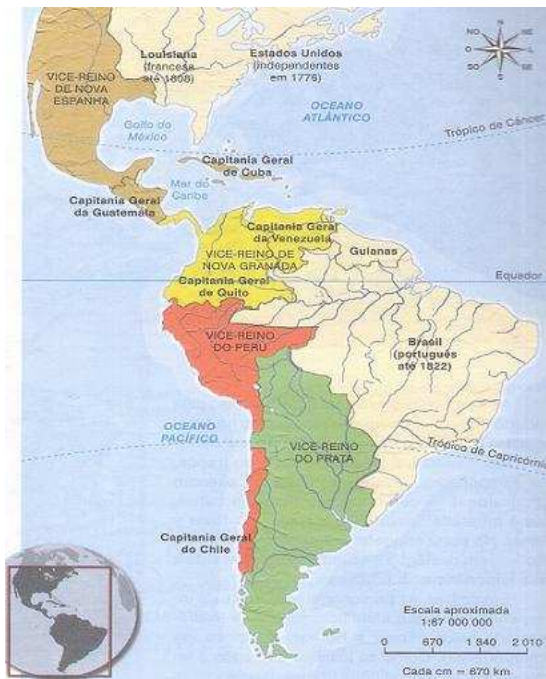 Louisiana
(francesa
até 1808)
Estados Unidos
(independentes
em 1776)
N
NO
NE
O
L
SO
SE
S
VICE-REINO
DE NOVA
ESPANHA
OCEANO
ATLÂNTICO
Golfo do
México
Trópico de Câncer
Capitania Geral
de Cuba
Mar do
Caribe
Capitania Geral
da Guatemala
Capitania Geral
da Venezuela
VICE-REINO DE
NOVA GRANADA
Guianas
Capitania Geral
de Quito
Equador
VICE-REINO
DO PERU
Brasil
(português
até 1822)
OCEANO
PACÍFICO
VICE-REINO
DO PRATA
Trópico de Capricórnio
Capitania Geral
do Chile
Escala aproximada
1:67 000 000
0 670 1 340 2 010
Cada cm = 670 km